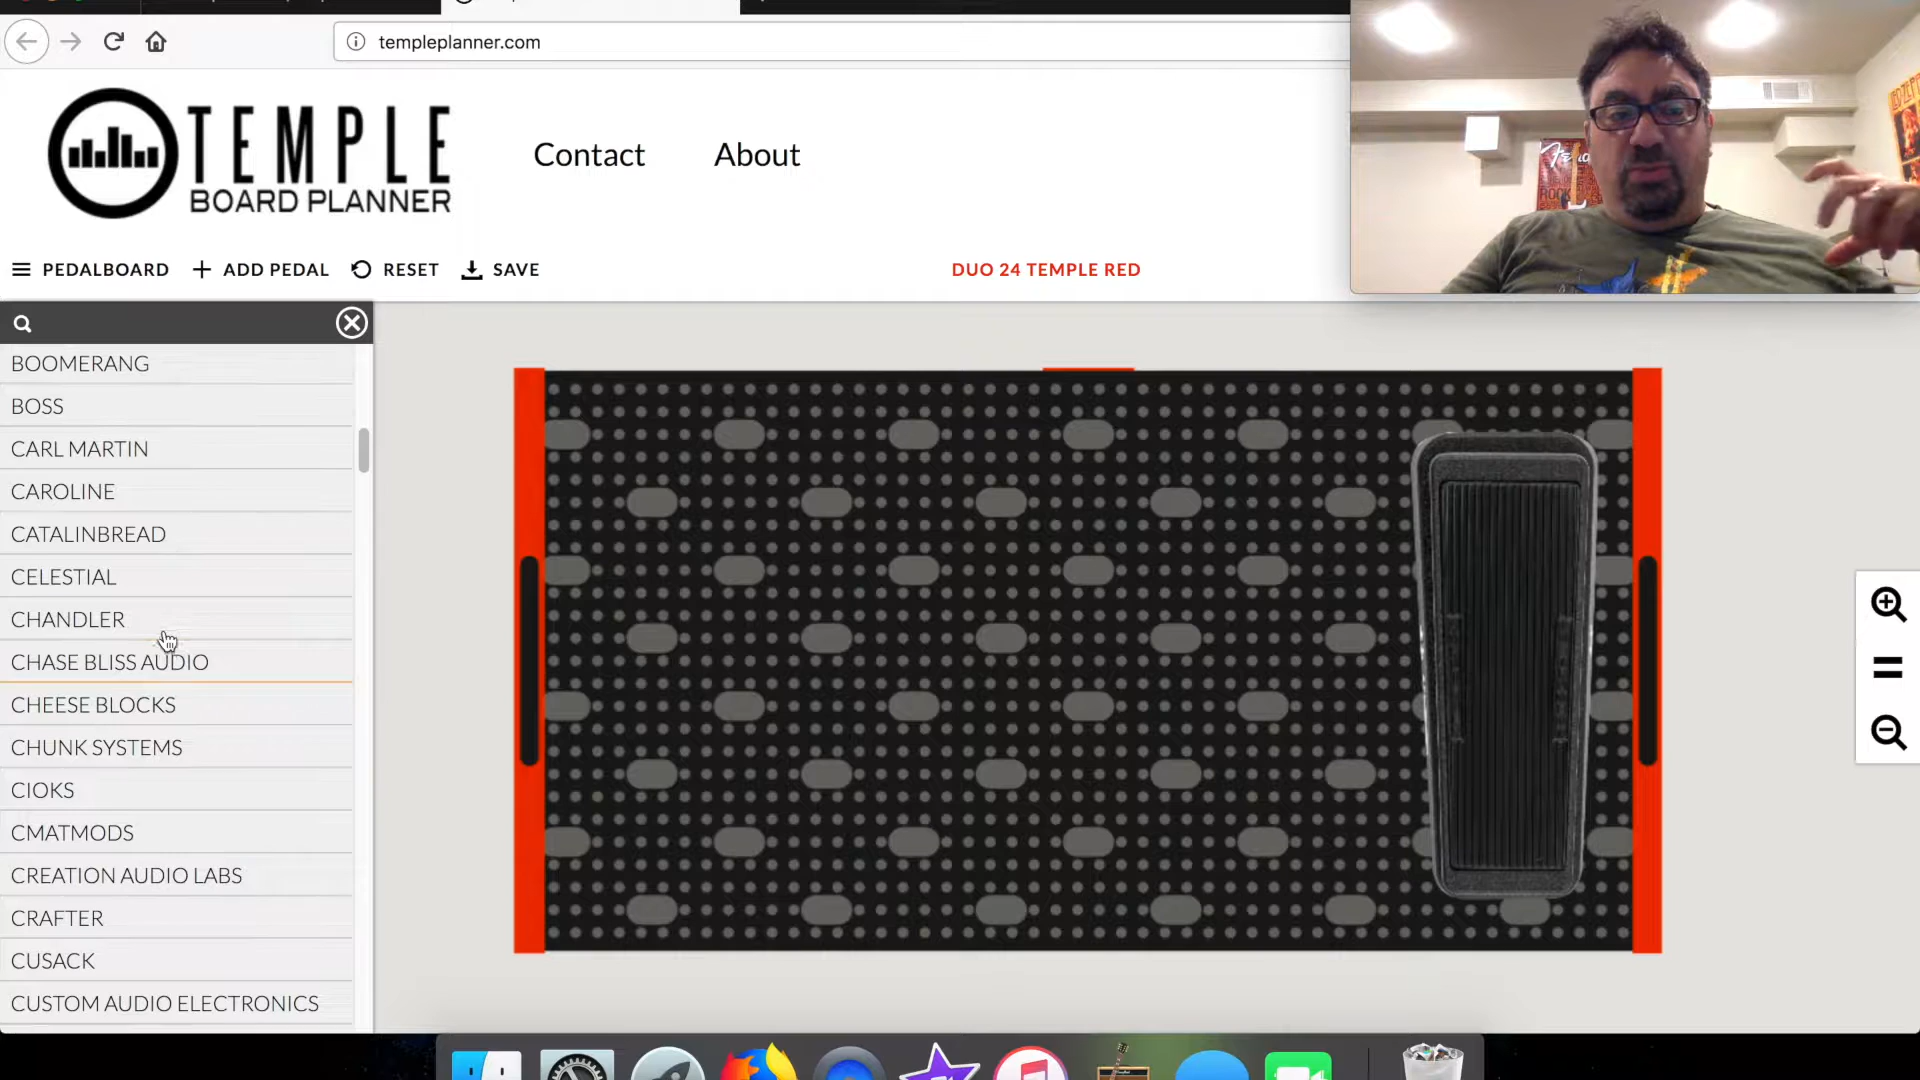 templeplanner.com
TEMPLE
BOARD PLANNER
Contact
About
PEDALBOARD
ADD PEDAL
RESET
SAVE
DUO 24 TEMPLE RED
BOOMERANG
BOSS
CARL MARTIN
CAROLINE
CATALINBREAD
CELESTIAL
CHANDLER
CHASE BLISS AUDIO
CHEESE BLOCKS
CHUNK SYSTEMS
CIOKS
CMATMODS
CREATION AUDIO LABS
CRAFTER
CUSACK
CUSTOM AUDIO ELECTRONICS